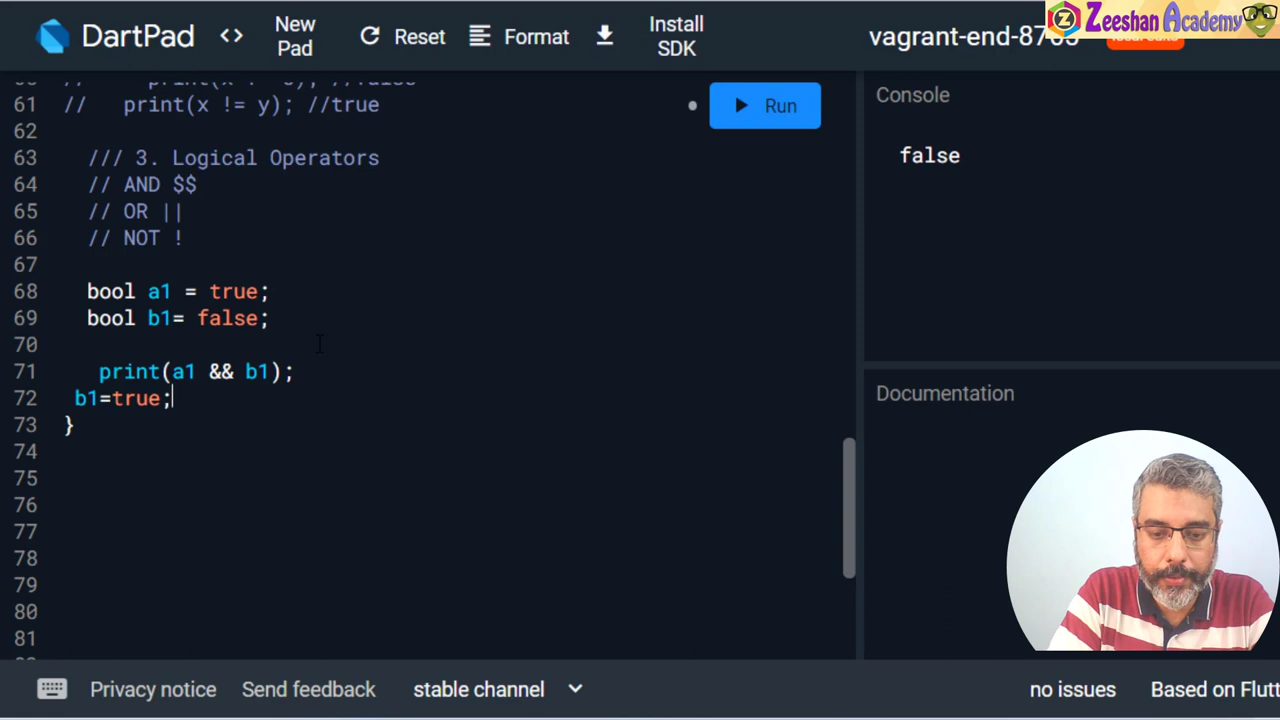 DartPad <> New Pad Reset Format Install SDK
Zeeshan Academy
61 // print(x != y); //true
Run
62
63 /// 3. Logical Operators
64 // AND $$
65 // OR ||
66 // NOT !
67
68 bool a1 = true;
69 bool b1= false;
70
71 print(a1 && b1);
72 b1=true;
73 }
74
75
76
77
78
79
80
81
Console
false
Documentation
Privacy notice Send feedback stable channel no issues Based on Flutt